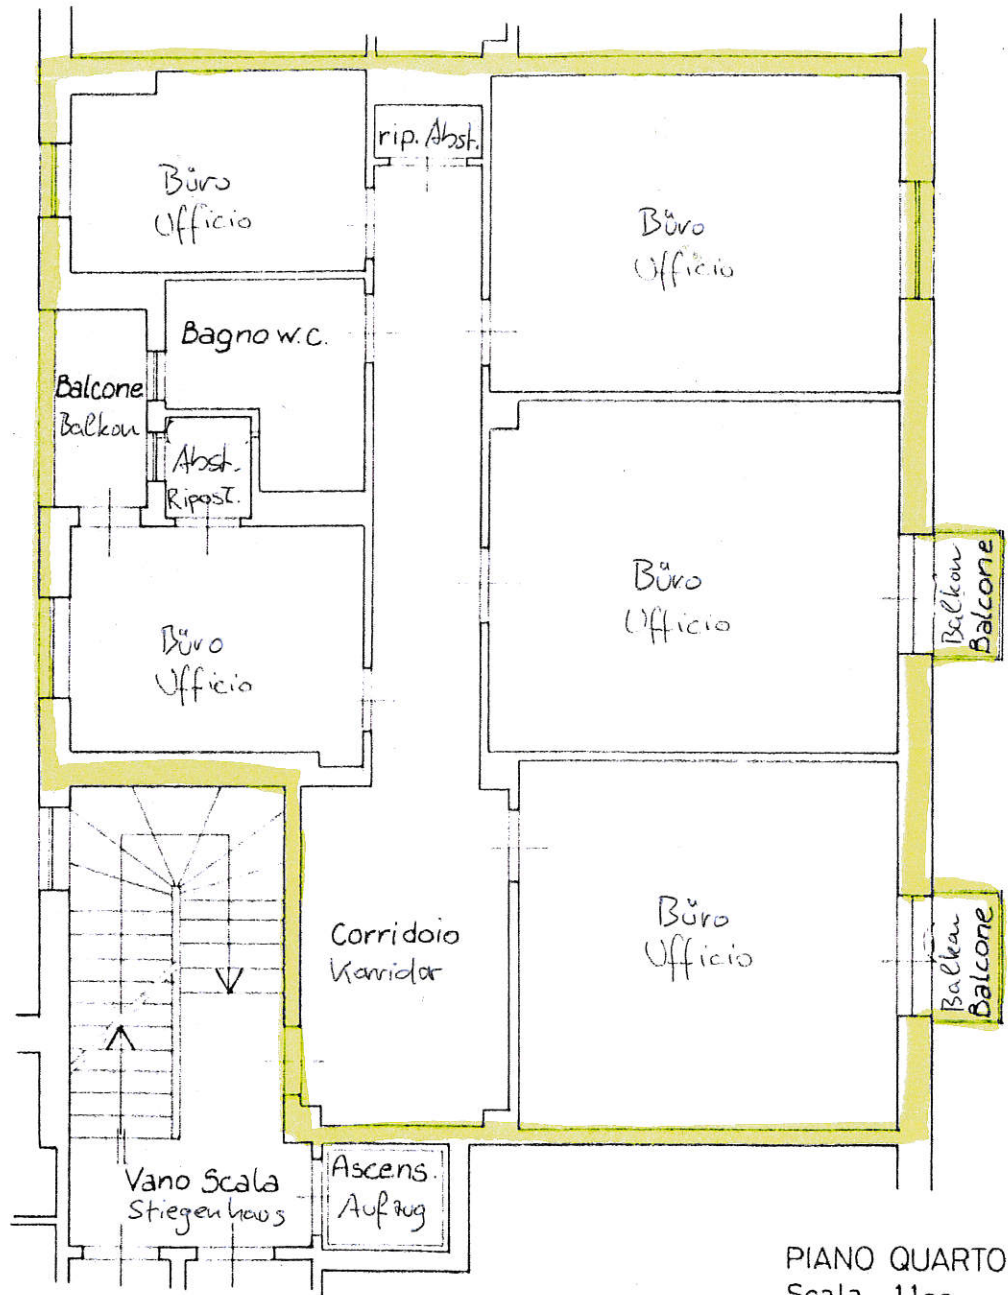 rip. Abst.
Büro
Ufficio
Büro
Ufficio
Bagno w.c.
Balcone
Balkon
Abst.
Ripost.
Büro
Ufficio
Balkon
Balcone
Büro
Ufficio
Büro
Ufficio
Balkon
Balcone
Corridoio
Korridor
Vano Scala
Stiegenhaus
Ascens.
Aufzug
PIANO QUARTO
Scala